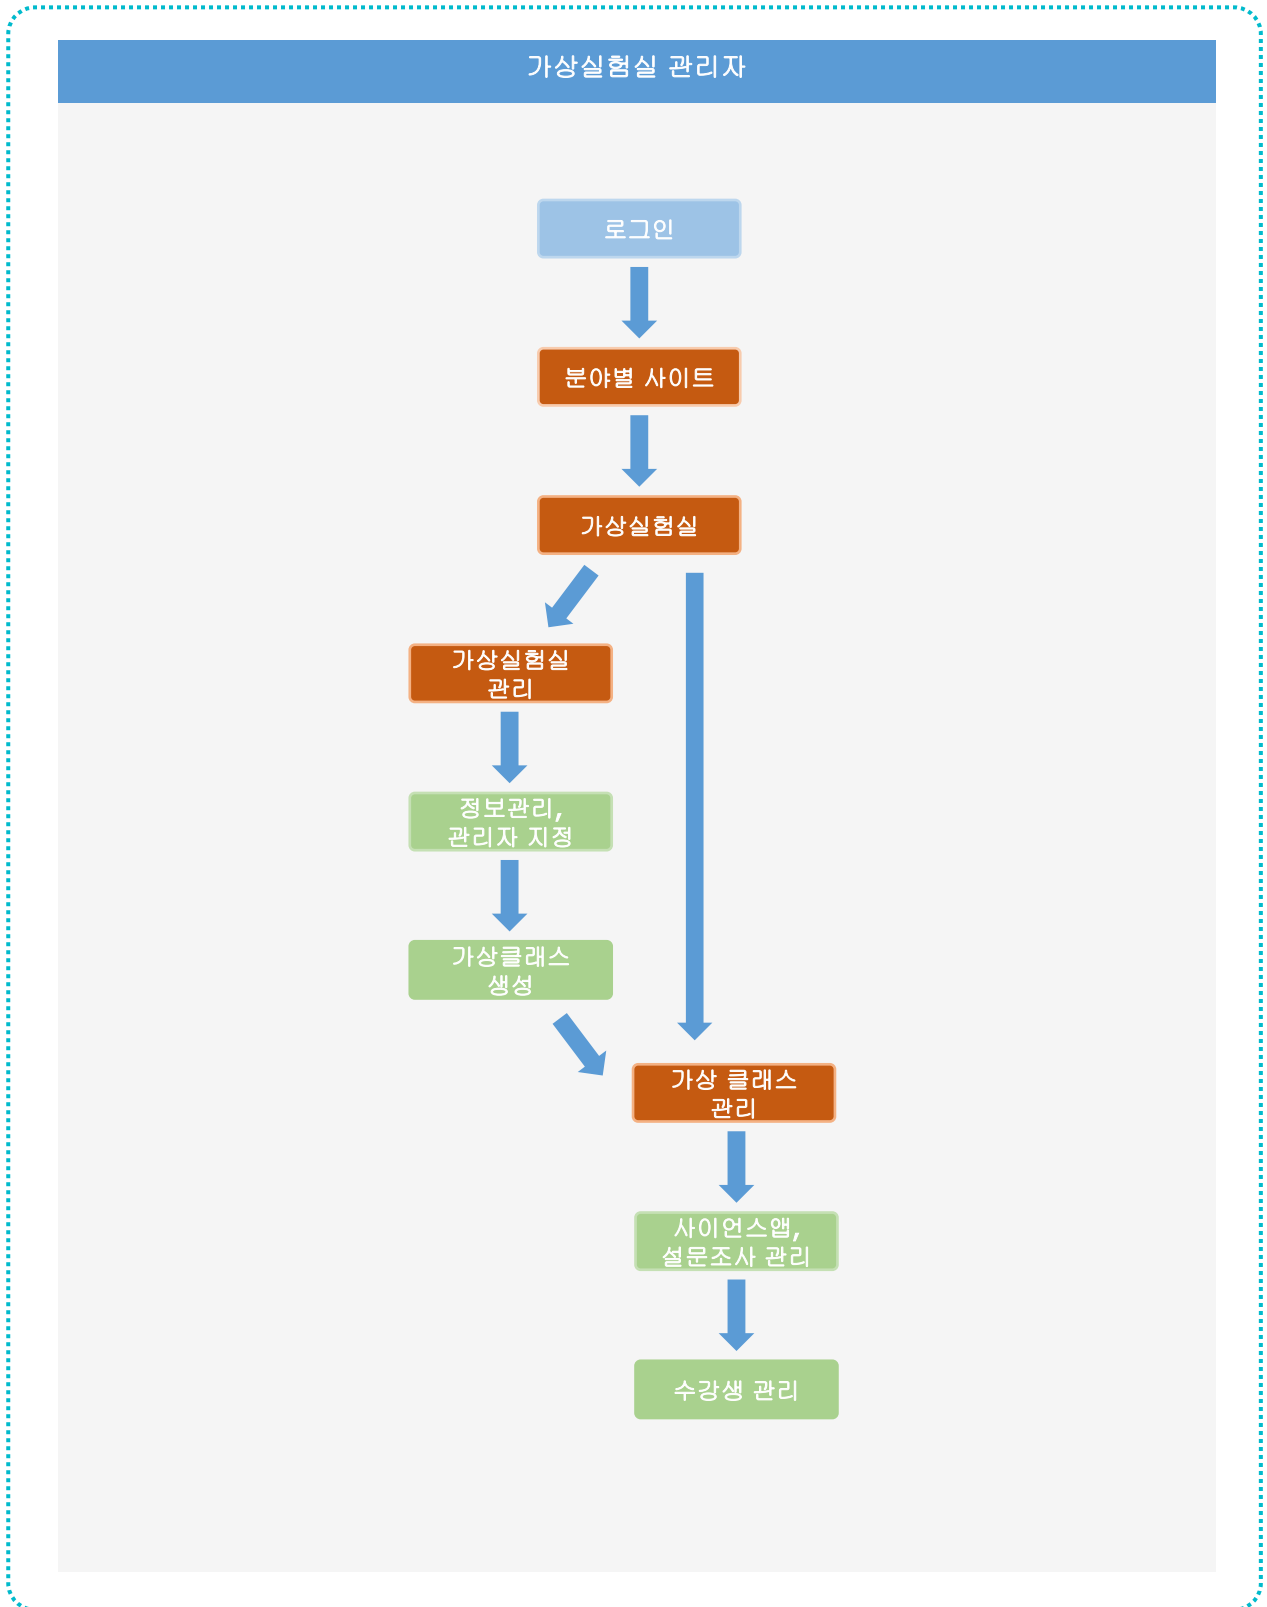 가상실험실 관리자
로그인
분야별 사이트
가상실험실
가상실험실
관리
정보관리,
관리자 지정
가상클래스
생성
가상 클래스
관리
사이언스앱,
설문조사 관리
수강생 관리